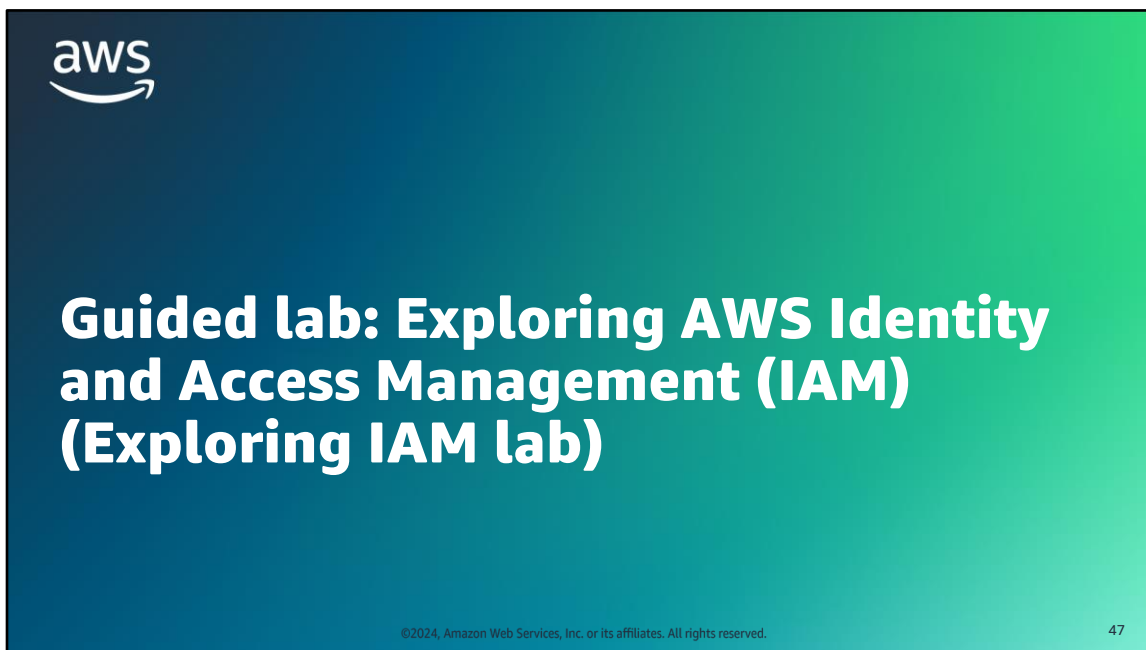 aws
Guided lab: Exploring AWS Identity
and Access Management (IAM)
(Exploring IAM lab)
©2024, Amazon Web Services, Inc. or its affiliates. All rights reserved.
47